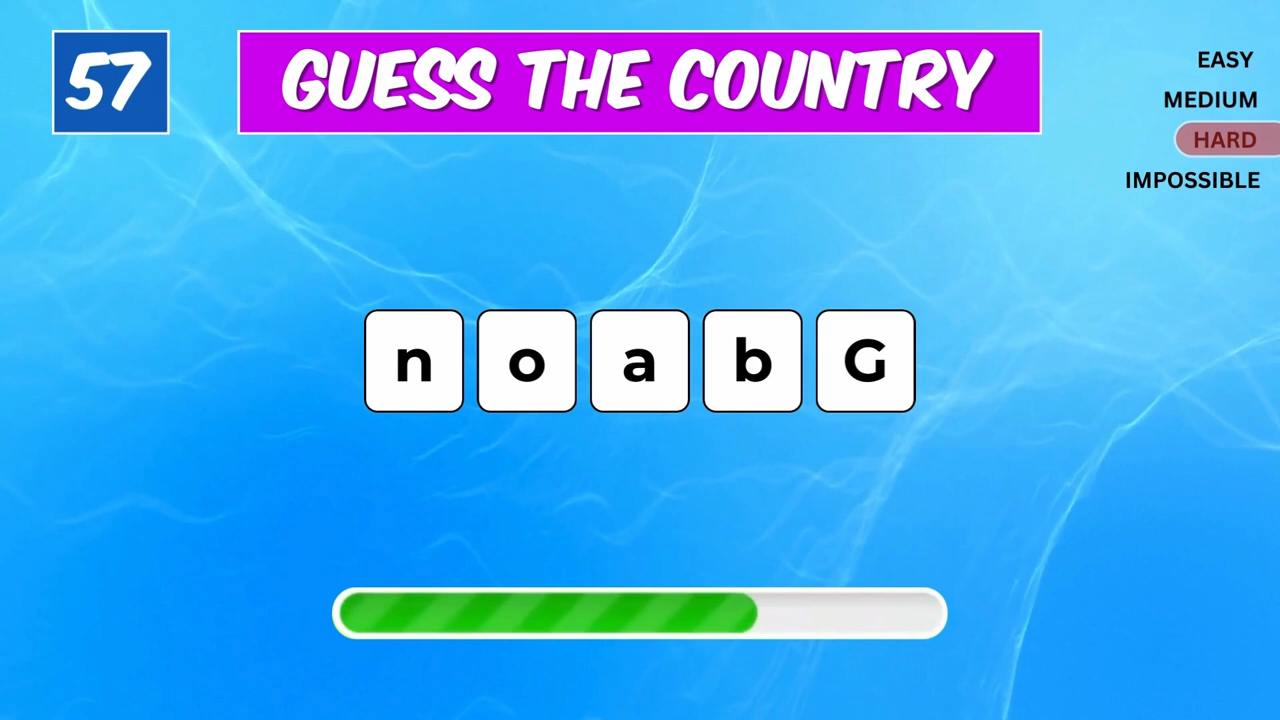 57
GUESS THE COUNTRY
EASY
MEDIUM
HARD
IMPOSSIBLE
n o a b G